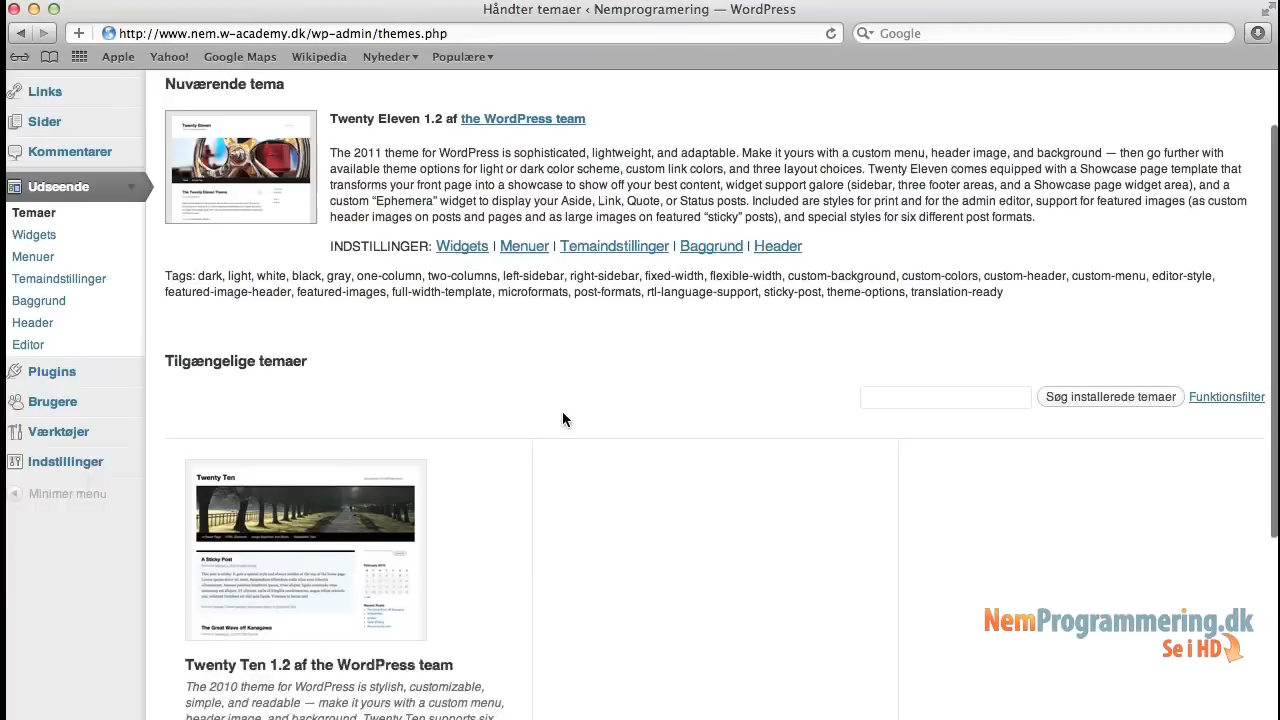 Håndter temaer ‹ Nemprogramering — WordPress
http://www.nem.w-academy.dk/wp-admin/themes.php
Google
Apple Yahoo! Google Maps Wikipedia Nyheder▾ Populære▾
Links
Sider
Kommentarer
Udseende
Temaer
Widgets
Menuer
Temaindstillinger
Baggrund
Header
Editor
Plugins
Brugere
Værktøjer
Indstillinger
Minimer menu
Nuværende tema
Twenty Eleven
Twenty Eleven 1.2 af the WordPress team
The 2011 theme for WordPress is sophisticated, lightweight, and adaptable. Make it yours with a custom menu, header image, and background — then go further with
available theme options for light or dark color scheme, custom link colors, and three layout choices. Twenty Eleven comes equipped with a Showcase page template that
transforms your front page into a showcase to show off your best content, widget support galore (sidebar, three footer areas, and a Showcase page widget area), and a
custom “Ephemera” widget to display your Aside, Link, Quote, or Status posts. Included are styles for print and for the admin editor, support for featured images (as custom
header images on posts and pages and as large images on featured “sticky” posts), and special styles for six different post formats.
INDSTILLINGER: Widgets | Menuer | Temaindstillinger | Baggrund | Header
Tags: dark, light, white, black, gray, one-column, two-columns, left-sidebar, right-sidebar, fixed-width, flexible-width, custom-background, custom-colors, custom-header, custom-menu, editor-style,
featured-image-header, featured-images, full-width-template, microformats, post-formats, rtl-language-support, sticky-post, theme-options, translation-ready
Tilgængelige temaer
Søg installerede temaer Funktionsfilter
Twenty Ten
A Sticky Post
The Great Wave off Kanagawa
Twenty Ten 1.2 af the WordPress team
The 2010 theme for WordPress is stylish, customizable,
simple, and readable — make it yours with a custom menu,
header image, and background. Twenty Ten supports six
NemProgrammering.dk
Se i HD